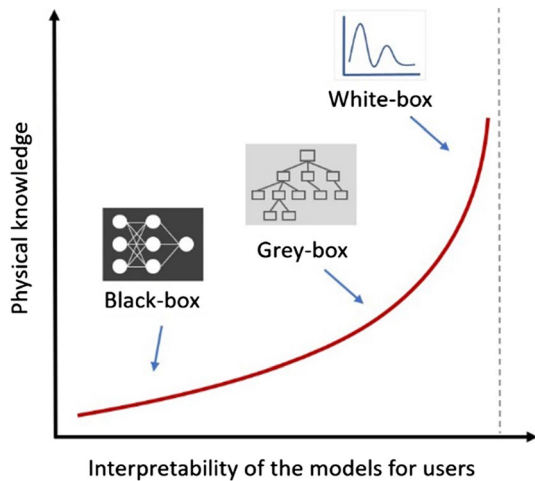 White-box
Grey-box
Black-box
Physical knowledge
Interpretability of the models for users